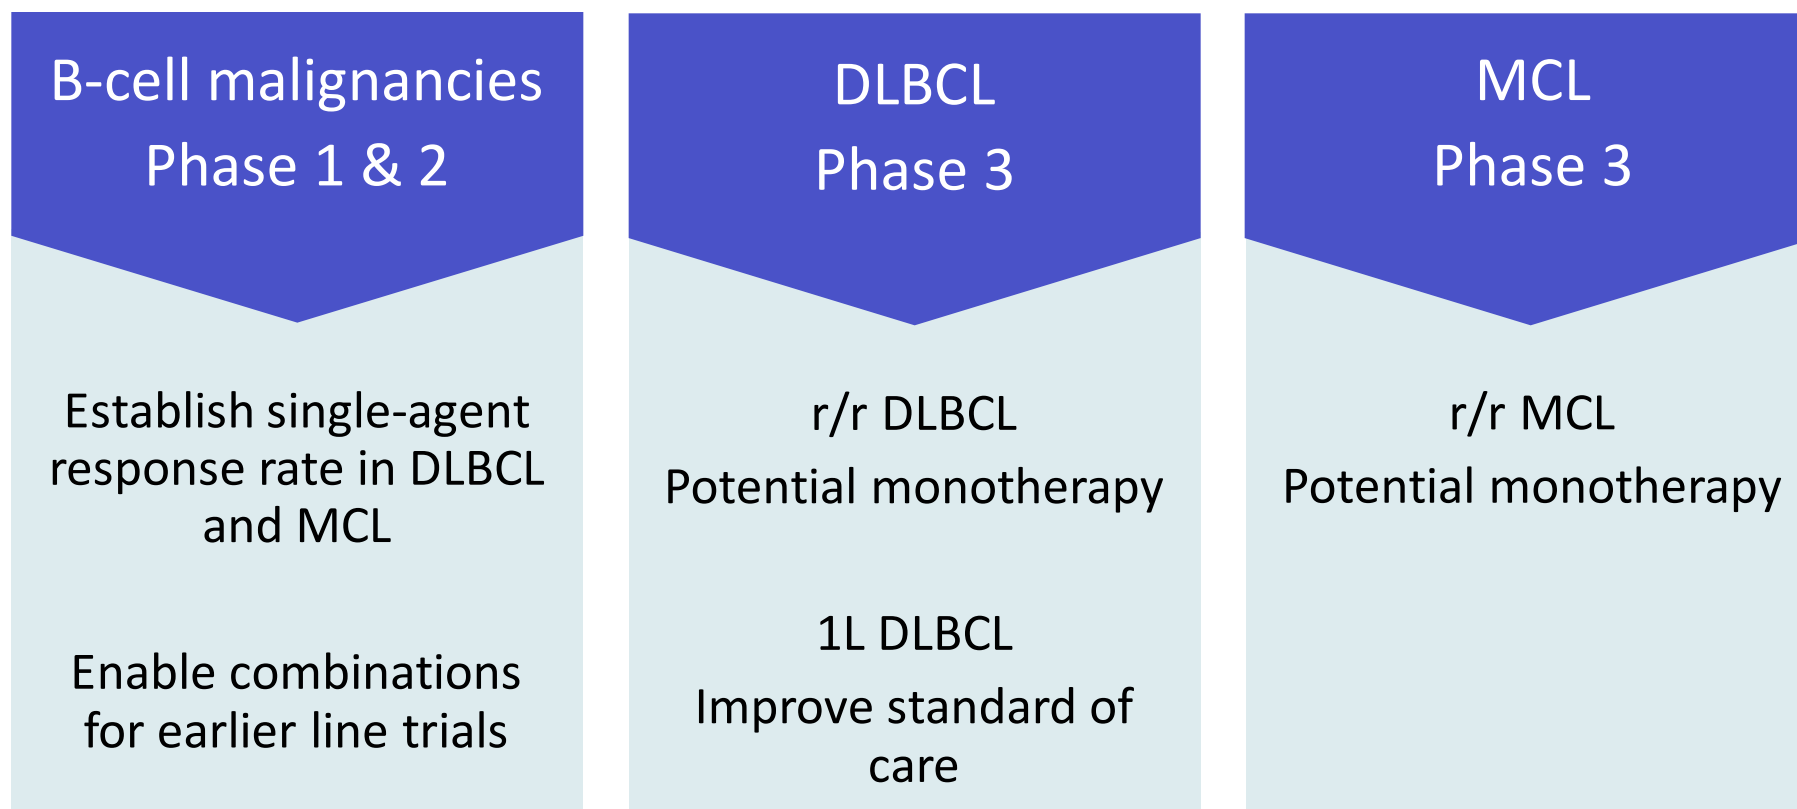 B-cell malignancies
Phase 1 & 2
Establish single-agent
response rate in DLBCL
and MCL
Enable combinations
for earlier line trials
DLBCL
Phase 3
r/r DLBCL
Potential monotherapy
1L DLBCL
Improve standard of
care
MCL
Phase 3
r/r MCL
Potential monotherapy